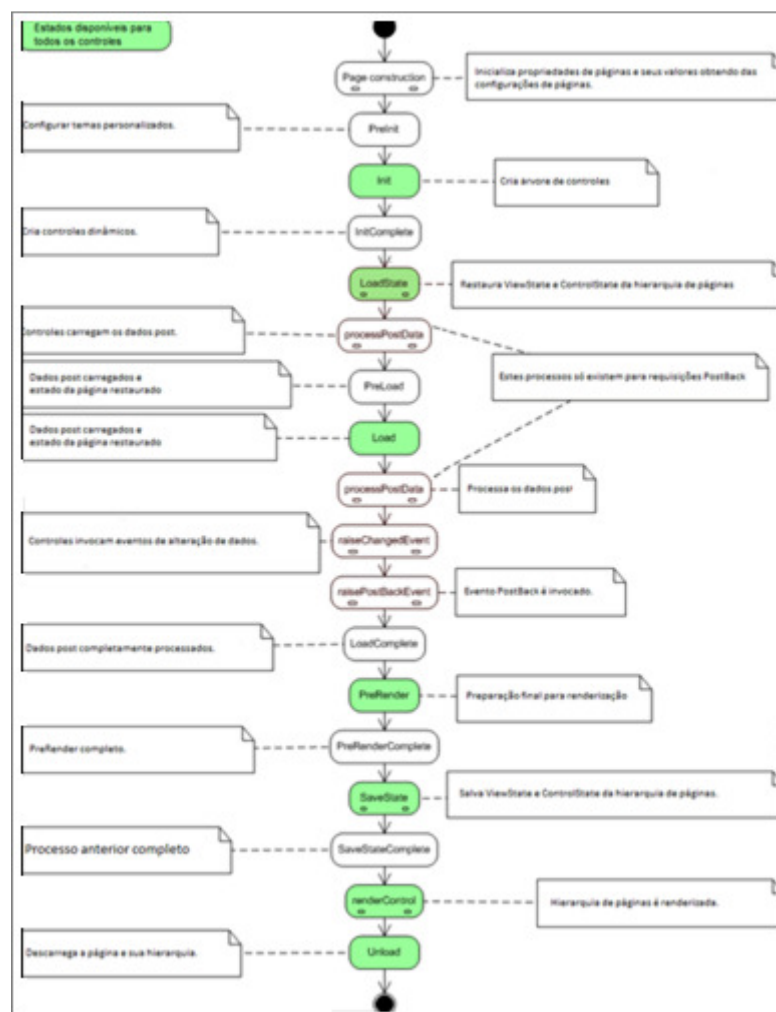 Estados disponíveis para
todos os controles
Page construction
Inicializa propriedades de páginas e seus valores obtendo das
configurações de páginas.
Configurar temas personalizados.
PreInit
Init
Cria árvore de controles
Cria controles dinâmicos.
InitComplete
LoadState
Restaura ViewState e ControlState da hierarquia de páginas
Controles carregam os dados post.
processPostData
Dados post carregados e
estado da página restaurado
PreLoad
Estes processos só existem para requisições PostBack
Dados post carregados e
estado da página restaurado
Load
processPostData
Processa os dados post
Controles invocam eventos de alteração de dados.
raiseChangedEvent
raisePostBackEvent
Evento PostBack é invocado.
Dados post completamente processados.
LoadComplete
PreRender
Preparação final para renderização
PreRender completo.
PreRenderComplete
SaveState
Salva ViewState e ControlState da hierarquia de páginas.
Processo anterior completo
SaveStateComplete
renderControl
Hierarquia de páginas é renderizada.
Descarrega a página e sua hierarquia.
Unload